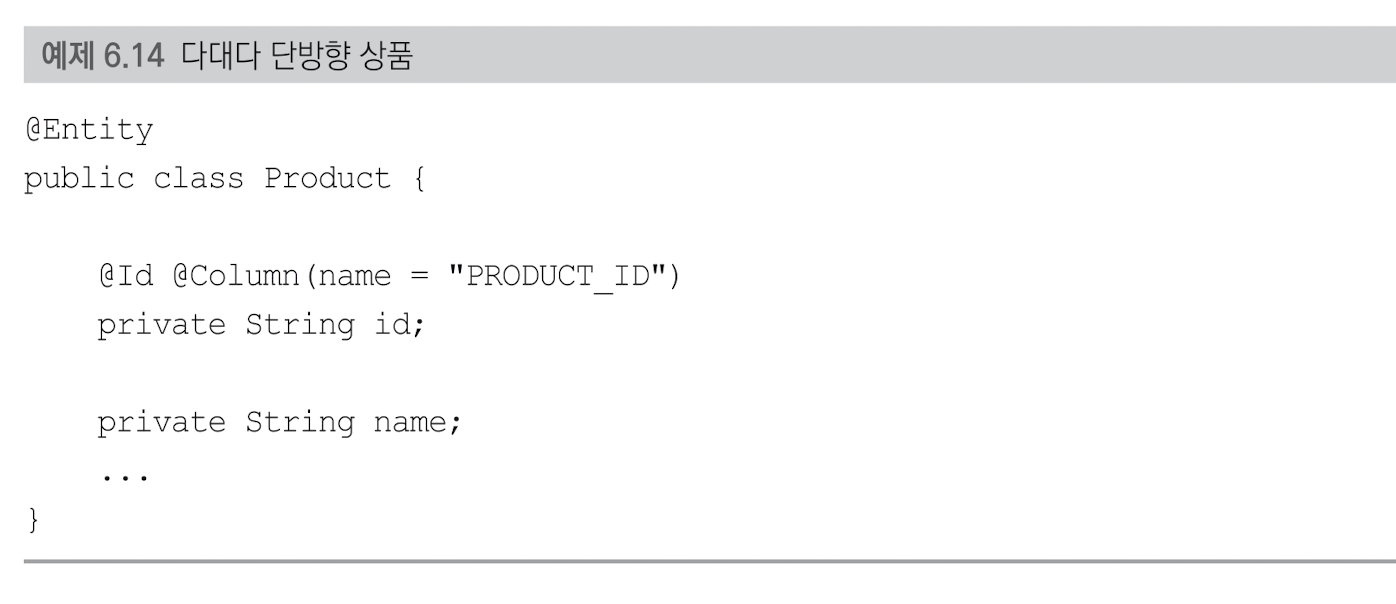 예제 6.14 다대다 단방향 상품
@Entity
public class Product {
@Id @Column(name = "PRODUCT_ID")
private String id;
private String name;
...
}